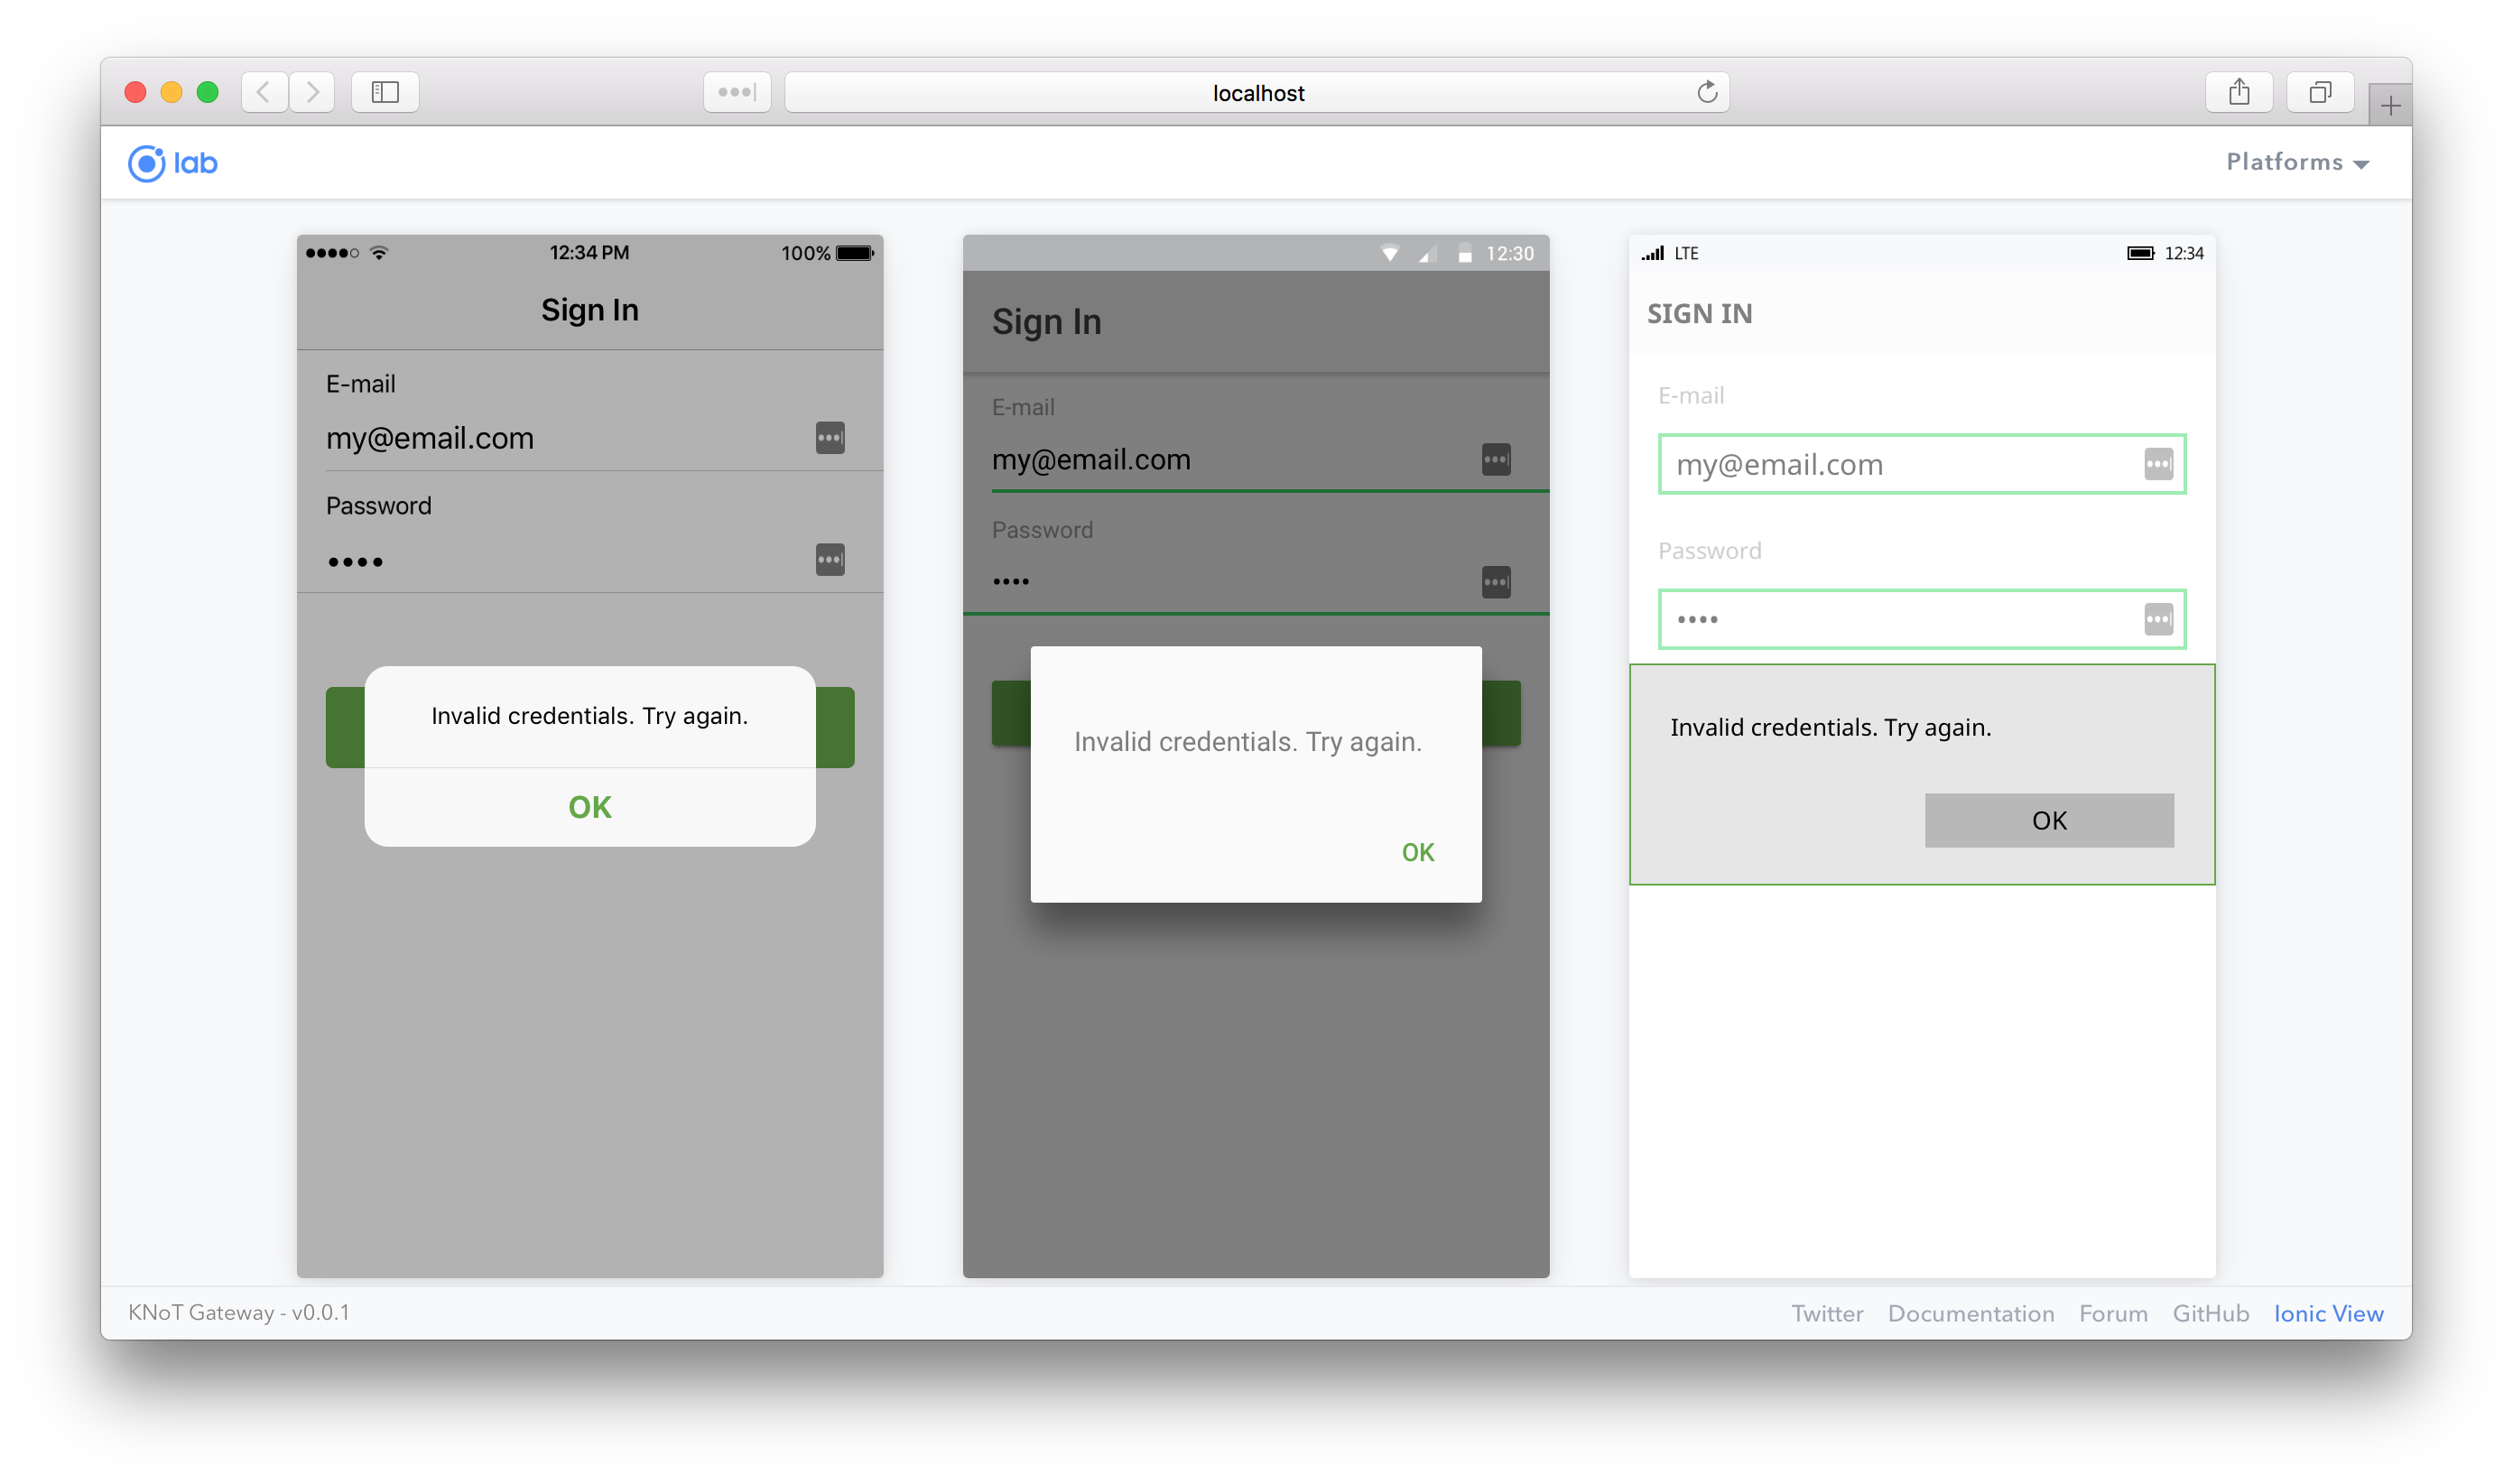 localhost
lab
Platforms
12:34 PM
100%
Sign In
E-mail
my@email.com
Password
••••
Invalid credentials. Try again.
OK
12:30
Sign In
E-mail
my@email.com
Password
••••
Invalid credentials. Try again.
OK
LTE
12:34
SIGN IN
E-mail
my@email.com
Password
••••
Invalid credentials. Try again.
OK
KNoT Gateway - v0.0.1
Twitter Documentation Forum GitHub Ionic View